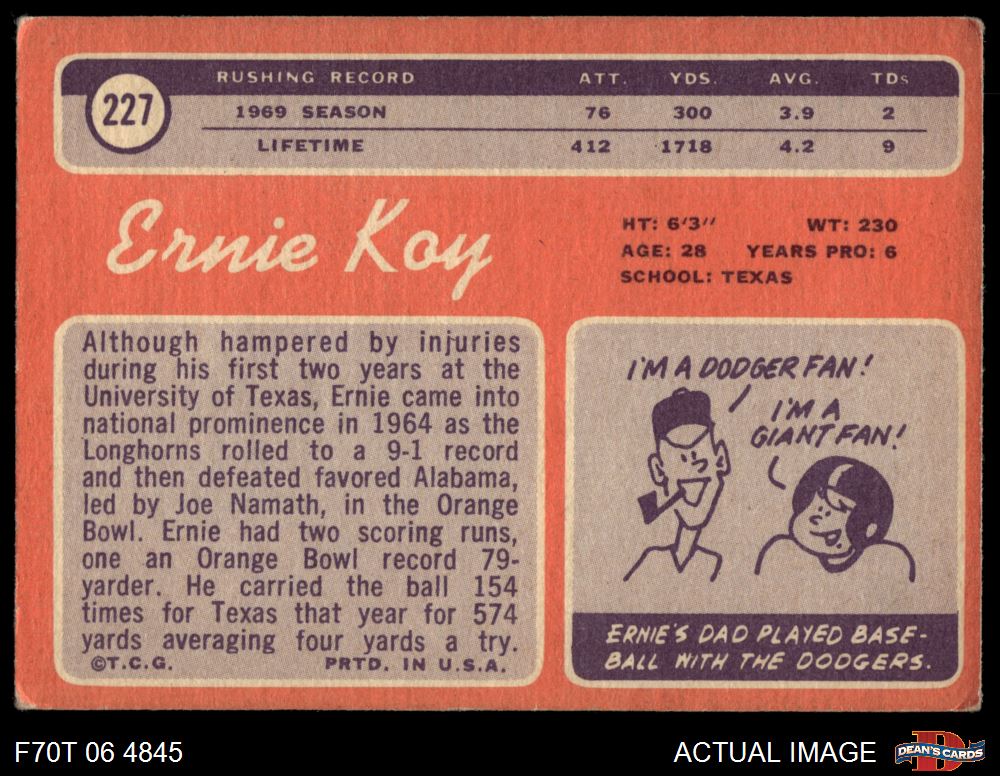 227
RUSHING RECORD ATT. YDS. AVG. TDs
1969 SEASON 76 300 3.9 2
LIFETIME 412 1718 4.2 9
Ernie Koy
HT: 6'3'' WT: 230
AGE: 28 YEARS PRO: 6
SCHOOL: TEXAS
Although hampered by injuries
during his first two years at the
University of Texas, Ernie came into
national prominence in 1964 as the
Longhorns rolled to a 9-1 record
and then defeated favored Alabama,
led by Joe Namath, in the Orange
Bowl. Ernie had two scoring runs,
one an Orange Bowl record 79-
yarder. He carried the ball 154
times for Texas that year for 574
yards averaging four yards a try.
©T.C.G. PRTD. IN U.S.A.
I'M A DODGER FAN!
I'M A
GIANT FAN!
ERNIE'S DAD PLAYED BASE-
BALL WITH THE DODGERS.
F70T 06 4845 ACTUAL IMAGE
D
DEAN'S CARDS